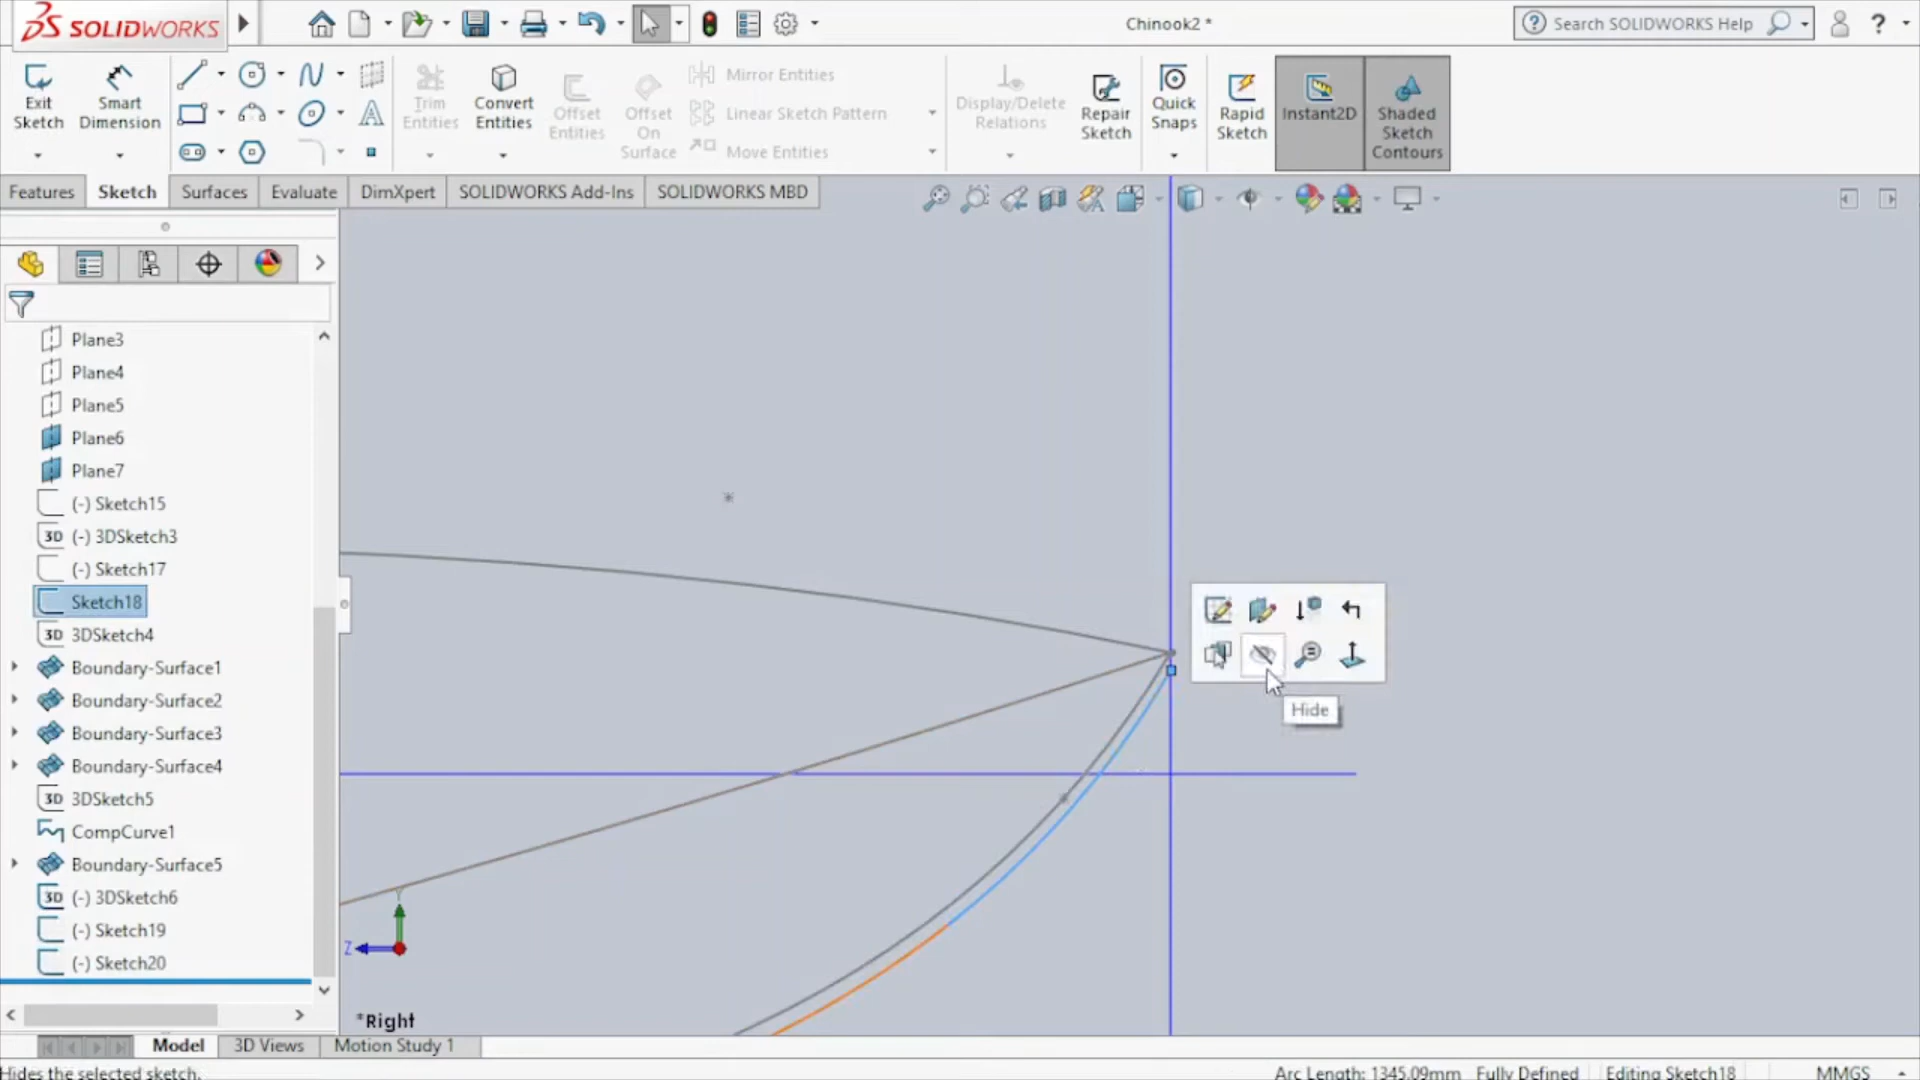 SOLIDWORKS
Chinook2 *
Search SOLIDWORKS Help
?
Exit Sketch
Smart Dimension
Trim Entities
Convert Entities
Offset Entities
Offset On Surface
Mirror Entities
Linear Sketch Pattern
Move Entities
Display/Delete Relations
Repair Sketch
Quick Snaps
Rapid Sketch
Instant2D
Shaded Sketch Contours
Features
Sketch
Surfaces
Evaluate
DimXpert
SOLIDWORKS Add-Ins
SOLIDWORKS MBD
Plane3
Plane4
Plane5
Plane6
Plane7
(-) Sketch15
3D (-) 3DSketch3
(-) Sketch17
Sketch18
3D 3DSketch4
Boundary-Surface1
Boundary-Surface2
Boundary-Surface3
Boundary-Surface4
3D 3DSketch5
CompCurve1
Boundary-Surface5
3D (-) 3DSketch6
(-) Sketch19
(-) Sketch20
Hide
Y
Z
*Right
Model
3D Views
Motion Study 1
Hides the selected sketch.
Arc Length: 1345.09mm
Fully Defined
Editing Sketch18
MMGS